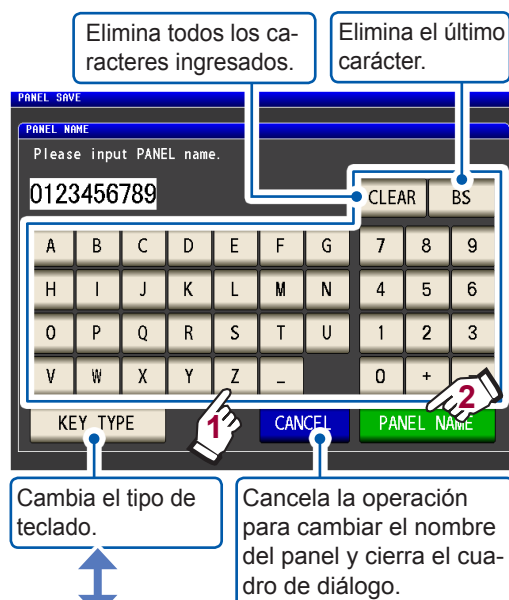 Elimina todos los ca-
racteres ingresados.
Elimina el último
carácter.
PANEL SAVE
PANEL NAME
Please input PANEL name.
0123456789
CLEAR BS
A B C D E F G 7 8 9
H I J K L M N 4 5 6
O P Q R S T U 1 2 3
V W X Y Z _ 0 +
1
2
KEY TYPE CANCEL PANEL NAME
Cambia el tipo de
teclado.
Cancela la operación
para cambiar el nombre
del panel y cierra el cua-
dro de diálogo.